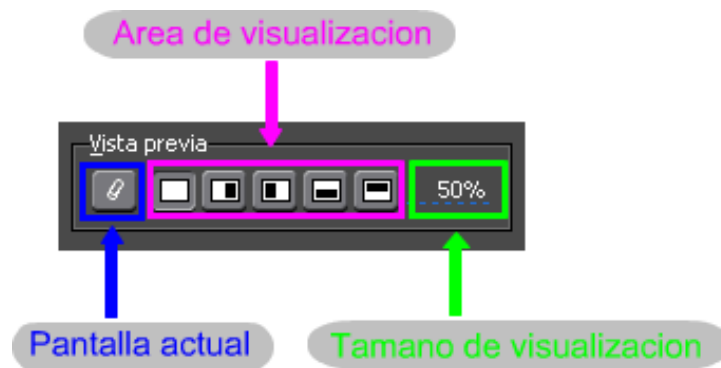 Area de visualizacion
Vista previa
50%
Pantalla actual
Tamano de visualizacion